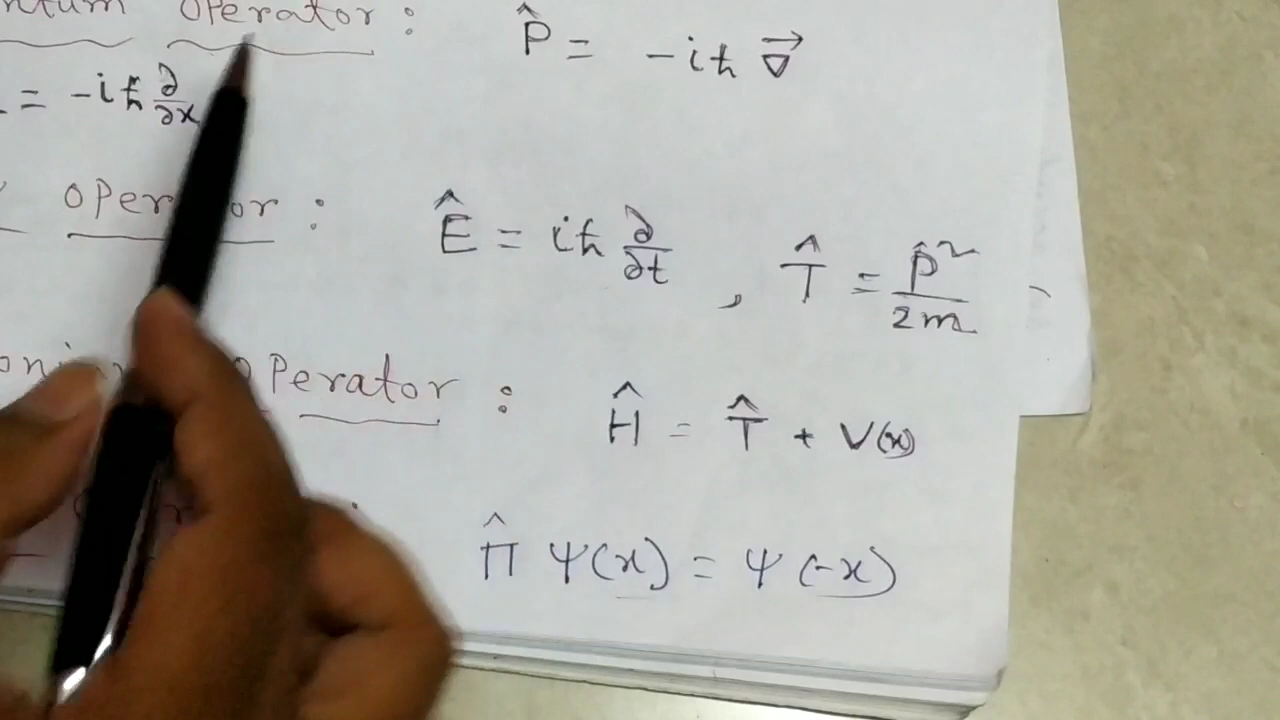 Operator : P̂ = -iħ ∇⃗
= -iħ ∂/∂x
Operator : Ê = iħ ∂/∂t , T̂ = P̂²/2m
Operator : Ĥ = T̂ + V(x)
Π̂ ψ(x) = ψ(-x)